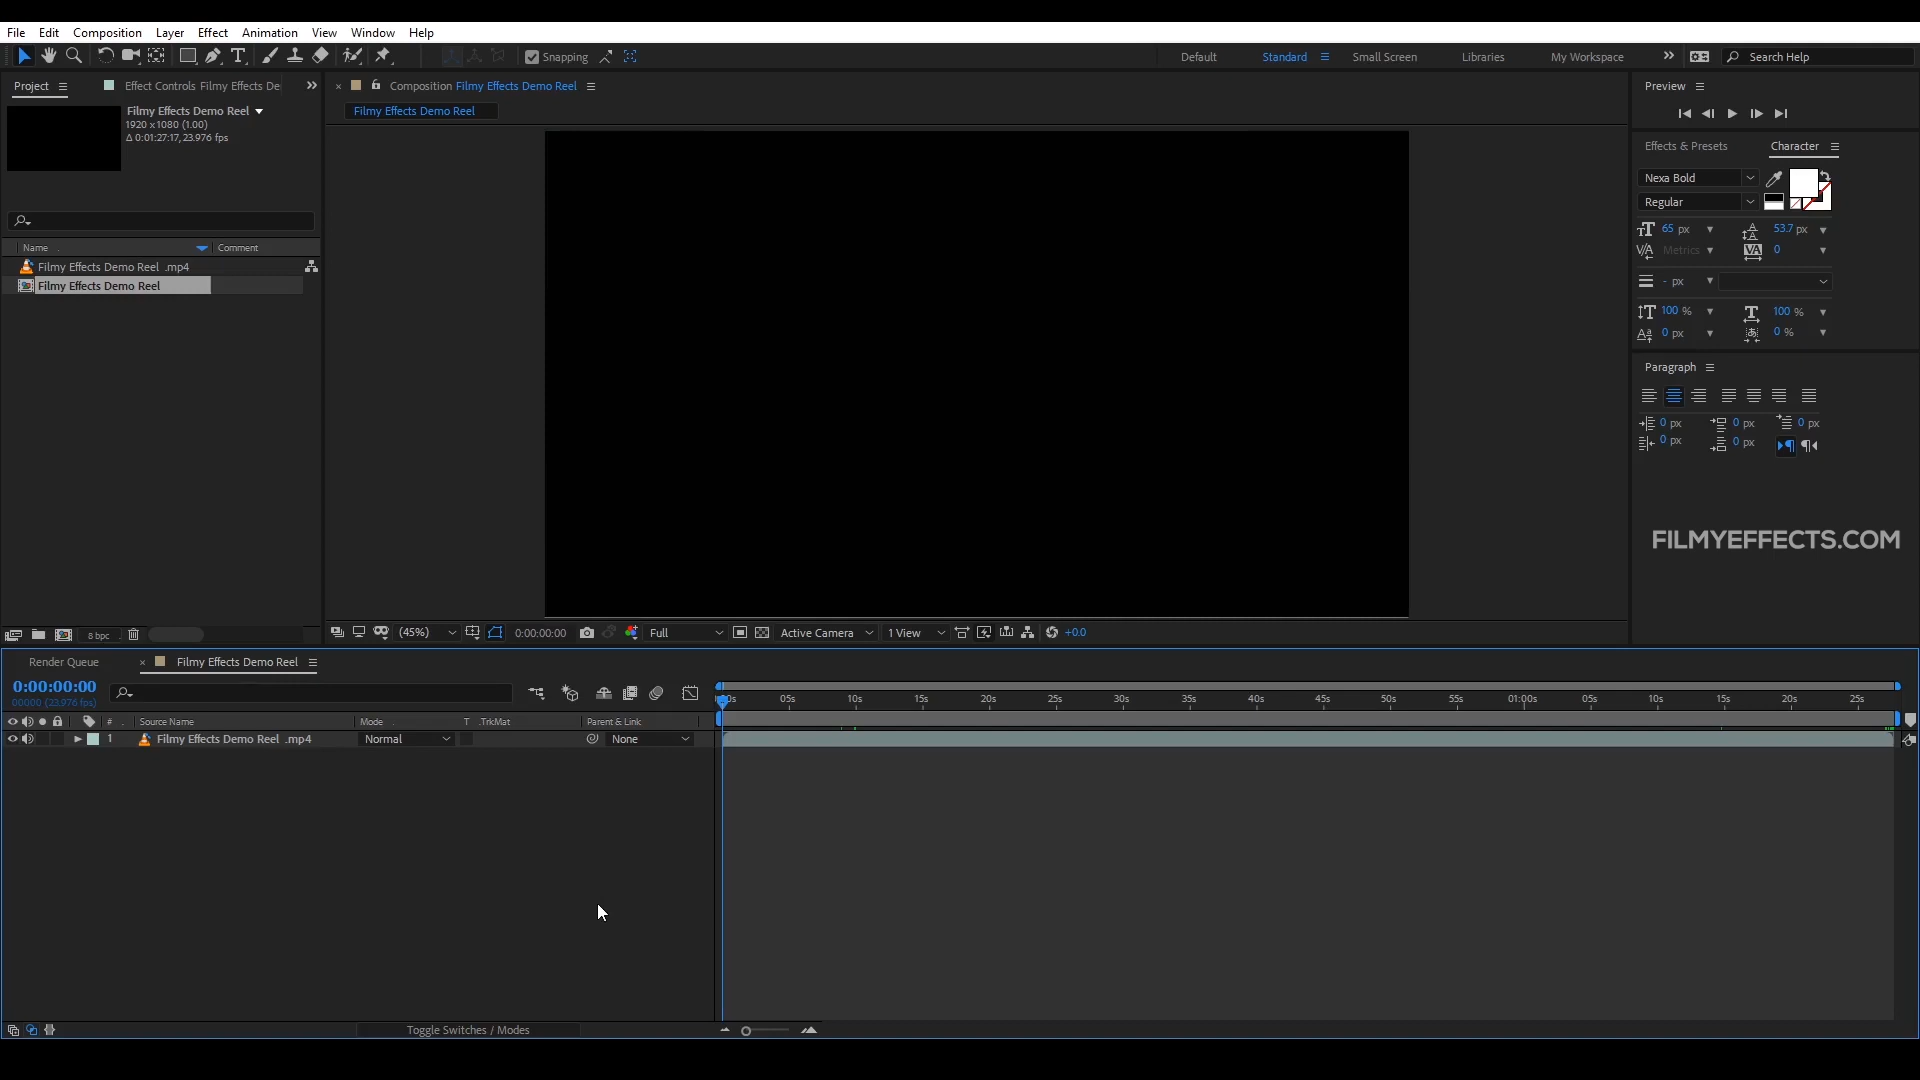 File Edit Composition Layer Effect Animation View Window Help
Snapping
Default Standard Small Screen Libraries My Workspace Search Help
Project Effect Controls Filmy Effects De
Filmy Effects Demo Reel
1920 x 1080 (1.00)
Δ 0:01:27:17, 23.976 fps
Name Comment
Filmy Effects Demo Reel .mp4
Filmy Effects Demo Reel
8 bpc
Composition Filmy Effects Demo Reel
Filmy Effects Demo Reel
(45%) 0:00:00:00 Full Active Camera 1 View +0.0
Preview
Effects & Presets Character
Nexa Bold
Regular
65 px 53.7 px
Metrics 0
- px
100 % 100 %
0 px 0 %
Paragraph
0 px 0 px 0 px
0 px 0 px
FILMYEFFECTS.COM
Render Queue Filmy Effects Demo Reel
0:00:00:00
00000 (23.976 fps)
05s 10s 15s 20s 25s 30s 35s 40s 45s 50s 55s 01:00s 05s 10s 15s 20s 25s
# Source Name Mode T .TrkMat Parent & Link
1 Filmy Effects Demo Reel .mp4 Normal None
Toggle Switches / Modes